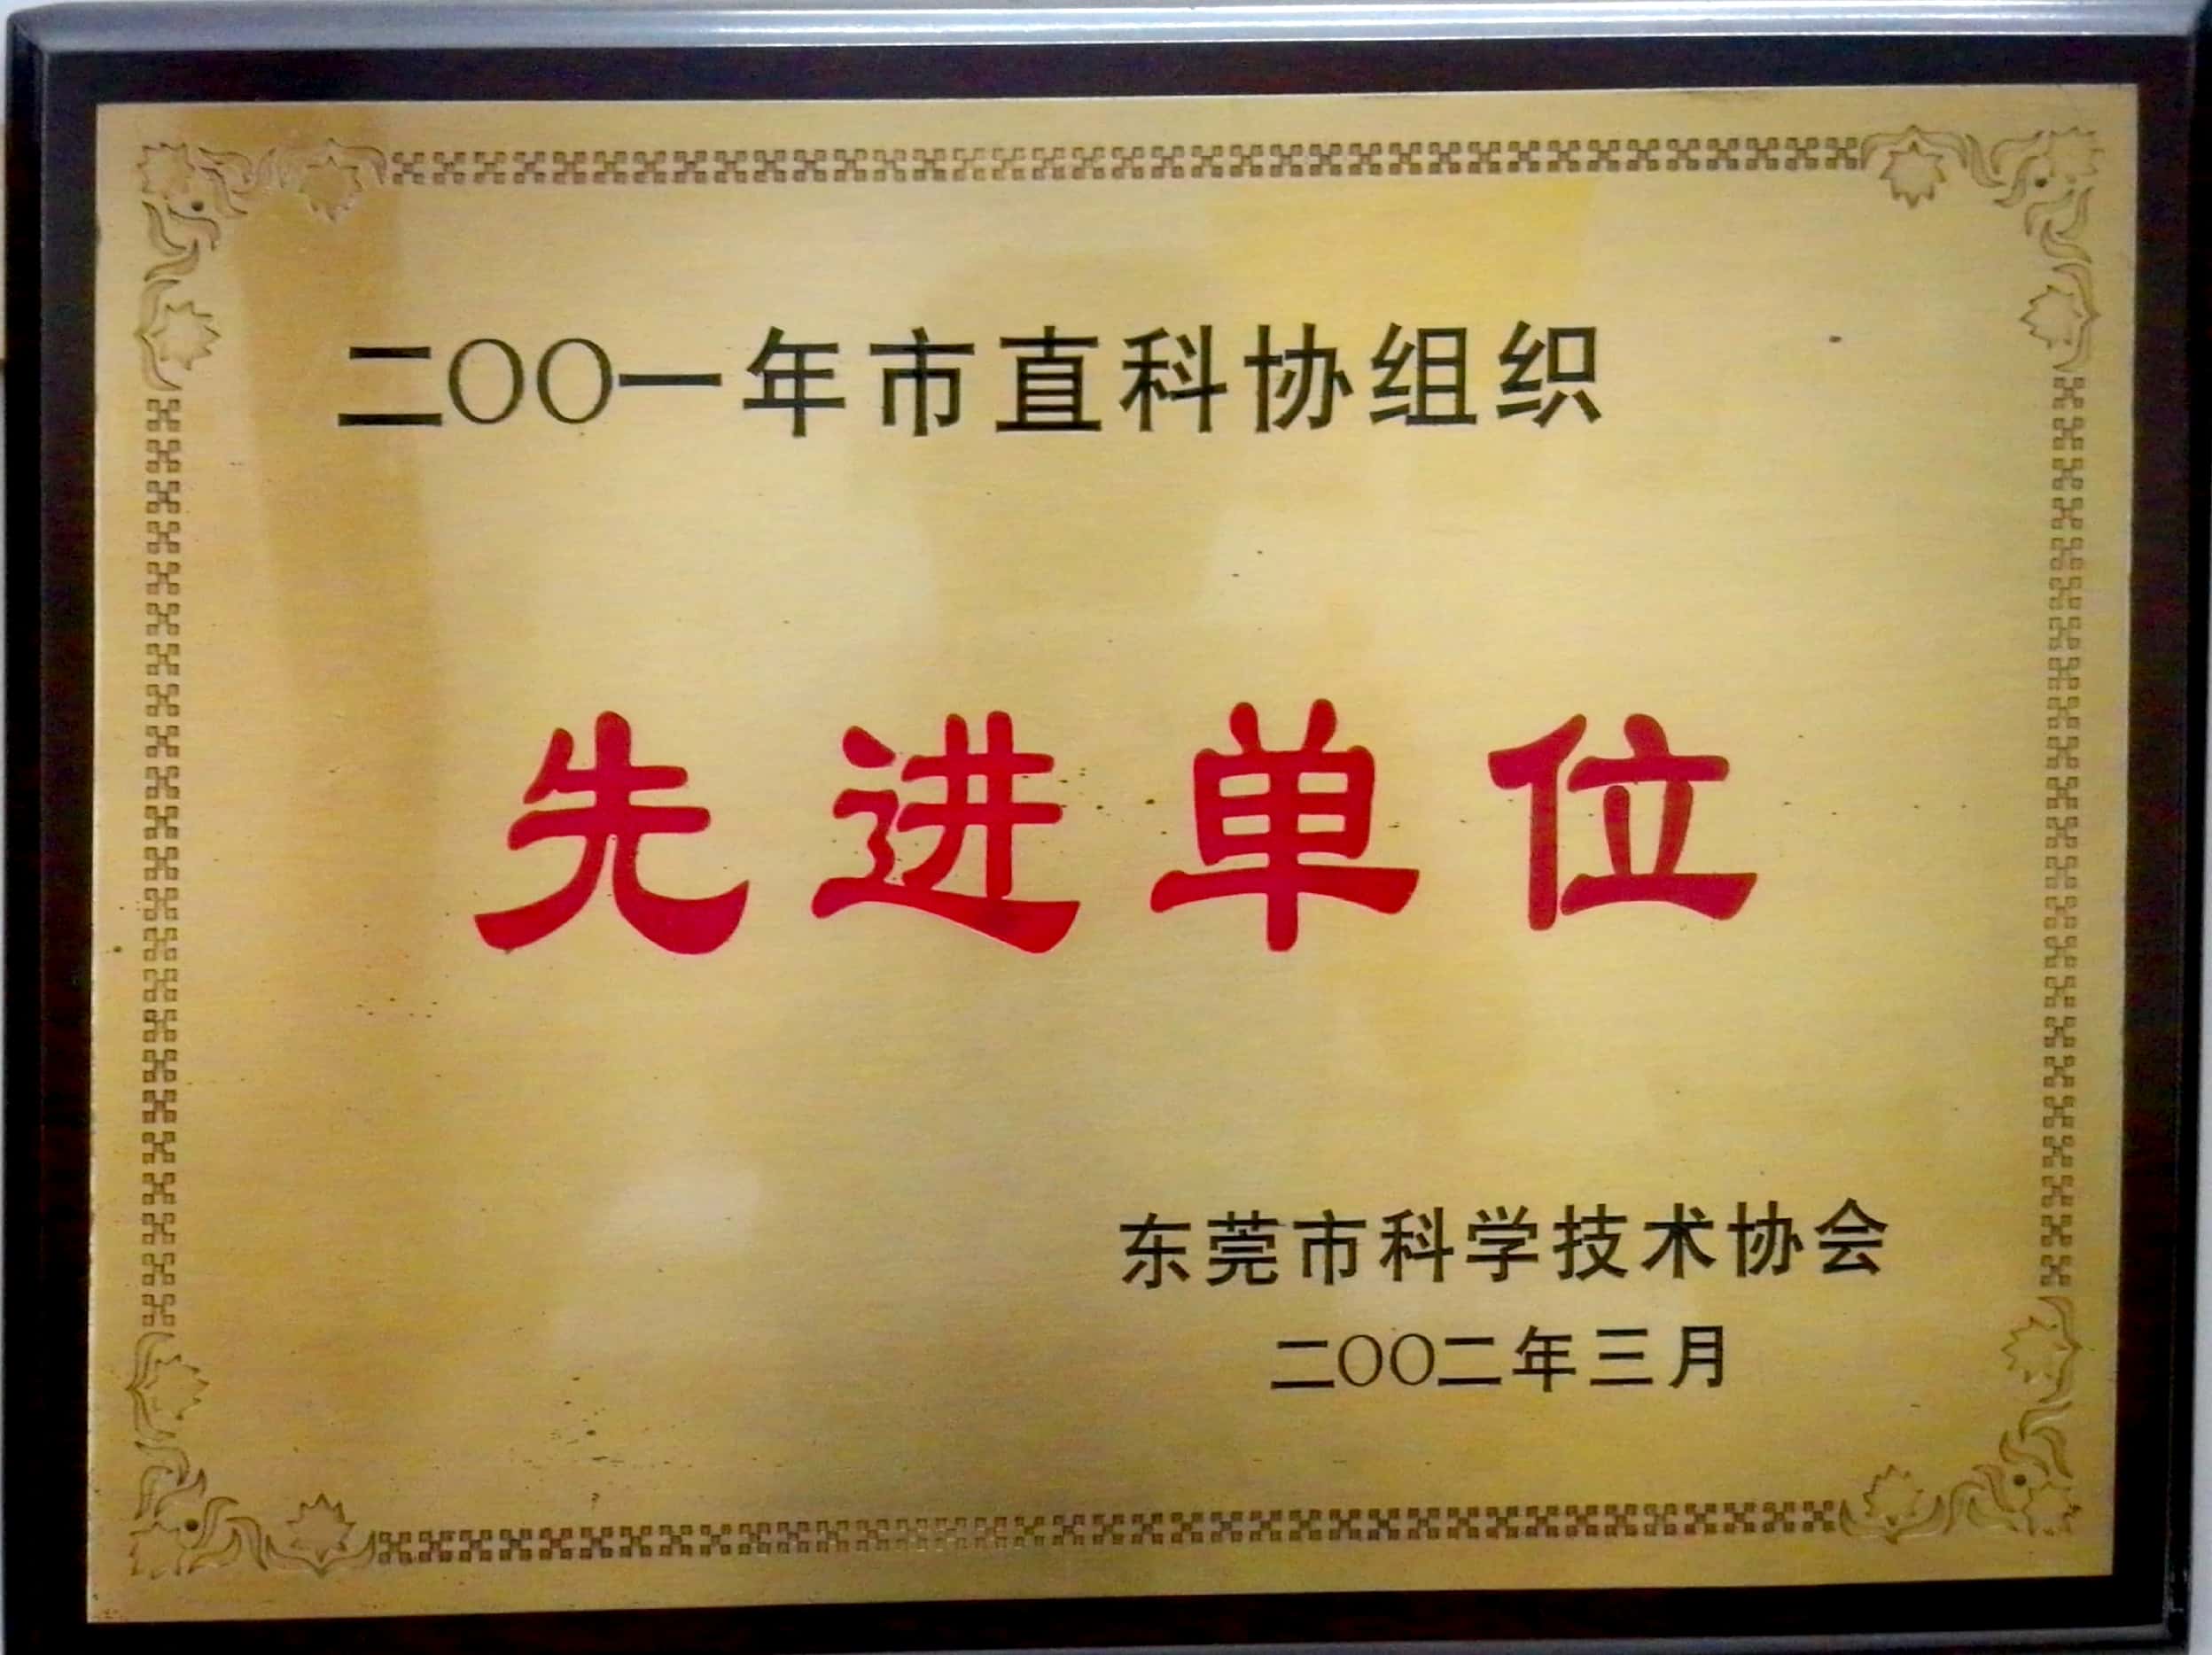 二〇〇一年市直科协组织
先进单位
东莞市科学技术协会
二〇〇二年三月